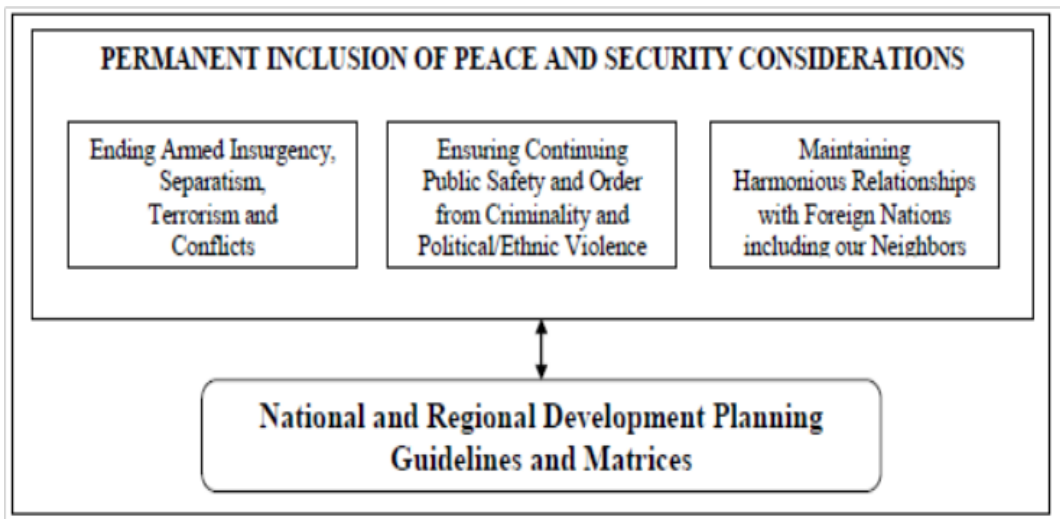 PERMANENT INCLUSION OF PEACE AND SECURITY CONSIDERATIONS
Ending Armed Insurgency,
Separatism,
Terrorism and
Conflicts
Ensuring Continuing
Public Safety and Order
from Criminality and
Political/Ethnic Violence
Maintaining
Harmonious Relationships
with Foreign Nations
including our Neighbors
National and Regional Development Planning
Guidelines and Matrices